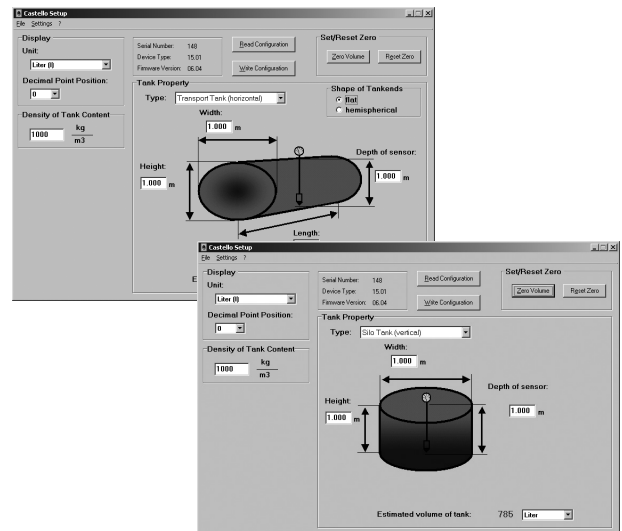 Castello Setup
File Settings ?
Display
Unit:
Liter (l)
Decimal Point Position:
0
Density of Tank Content
1000 kg
m3
Serial Number: 148
Device Type: 15.01
Firmware Version: 06.04
Read Configuration
Write Configuration
Set/Reset Zero
Zero Volume Reset Zero
Tank Property
Type: Transport Tank (horizontal)
Shape of Tankends
flat
hemispherical
Width:
1.000 m
Height:
1.000 m
Depth of sensor:
1.000 m
Length:
E
Castello Setup
File Settings ?
Display
Unit:
Liter (l)
Decimal Point Position:
0
Density of Tank Content
1000 kg
m3
Serial Number: 148
Device Type: 15.01
Firmware Version: 06.04
Read Configuration
Write Configuration
Set/Reset Zero
Zero Volume Reset Zero
Tank Property
Type: Silo Tank (vertical)
Width:
1.000 m
Height:
1.000 m
Depth of sensor:
1.000 m
Estimated volume of tank: 785 Liter